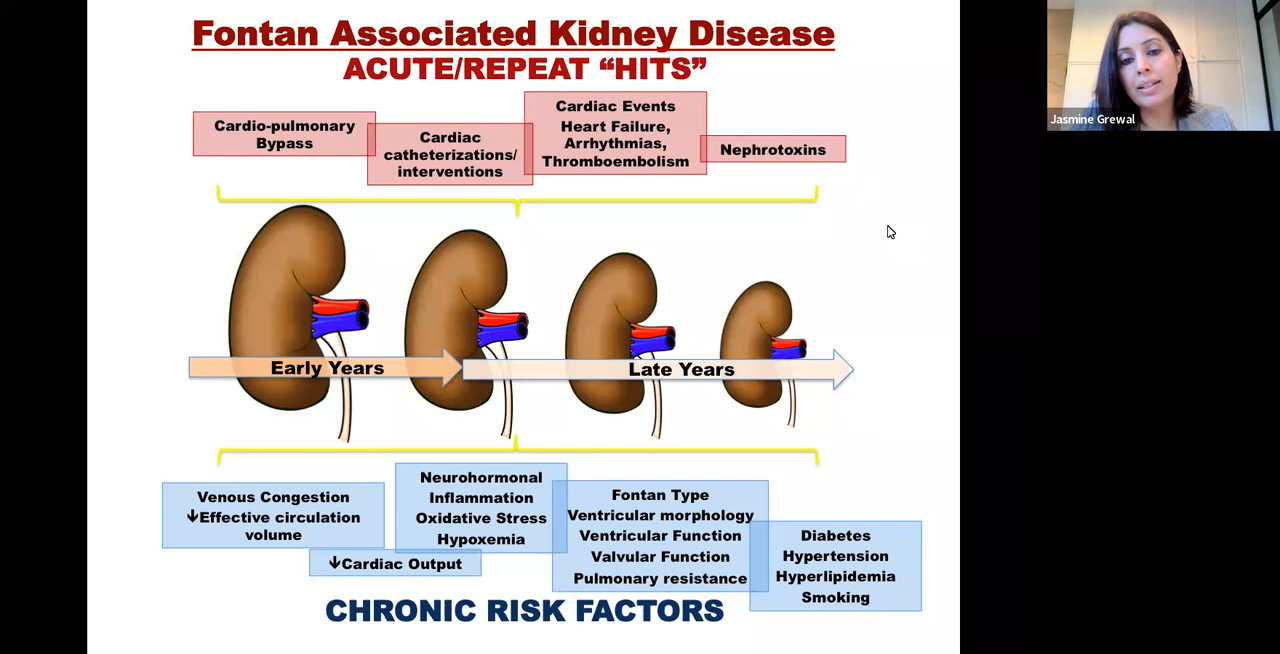 Fontan Associated Kidney Disease
ACUTE/REPEAT “HITS”
Cardio-pulmonary
Bypass
Cardiac
catheterizations/
interventions
Cardiac Events
Heart Failure,
Arrhythmias,
Thromboembolism
Nephrotoxins
Jasmine Grewal
Early Years
Late Years
Venous Congestion
↓Effective circulation
volume
↓Cardiac Output
Neurohormonal
Inflammation
Oxidative Stress
Hypoxemia
Fontan Type
Ventricular morphology
Ventricular Function
Valvular Function
Pulmonary resistance
Diabetes
Hypertension
Hyperlipidemia
Smoking
CHRONIC RISK FACTORS